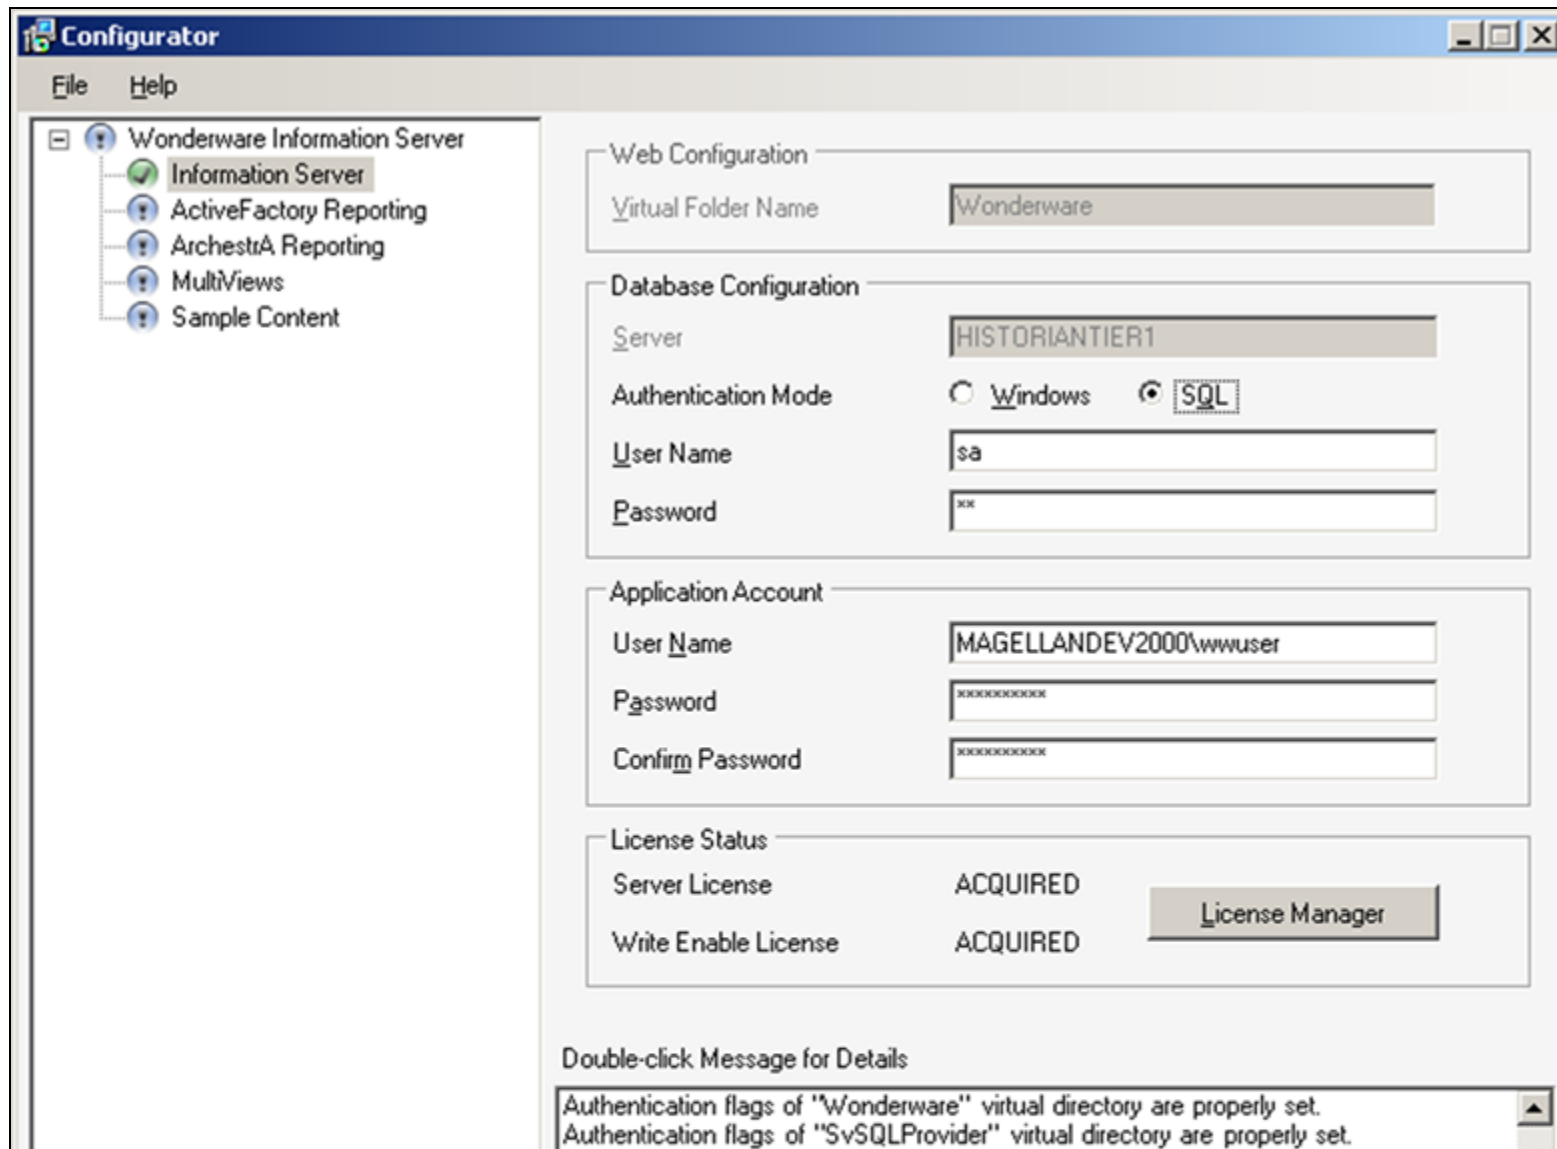 Configurator
File Help
Wonderware Information Server
Information Server
ActiveFactory Reporting
ArchestrA Reporting
MultiViews
Sample Content
Web Configuration
Virtual Folder Name Wonderware
Database Configuration
Server HISTORIANTIER1
Authentication Mode Windows SQL
User Name sa
Password **
Application Account
User Name MAGELLANDEV2000\wwuser
Password **********
Confirm Password **********
License Status
Server License ACQUIRED
License Manager
Write Enable License ACQUIRED
Double-click Message for Details
Authentication flags of "Wonderware" virtual directory are properly set.
Authentication flags of "SvSQLProvider" virtual directory are properly set.